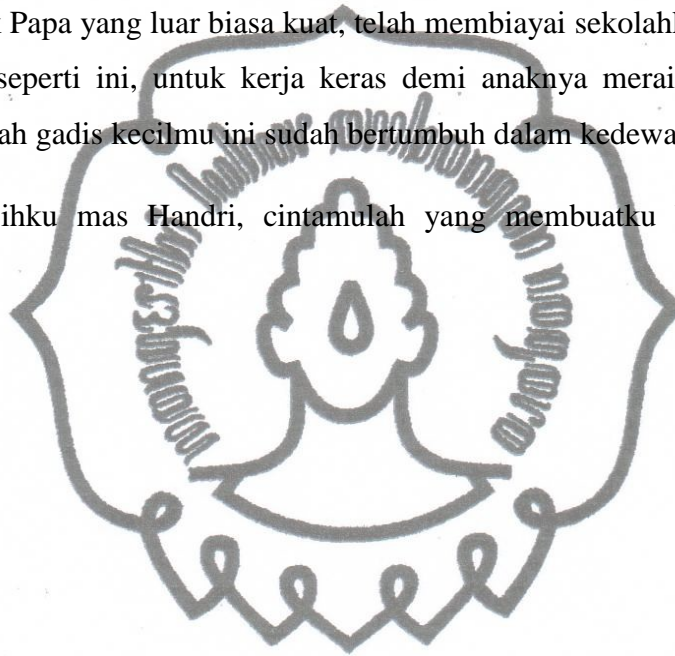 k Papa yang luar biasa kuat, telah membiayai sekolah
seperti ini, untuk kerja keras demi anaknya merai
ah gadis kecilmu ini sudah bertumbuh dalam kedewa
ihku mas Handri, cintamulah yang membuatku